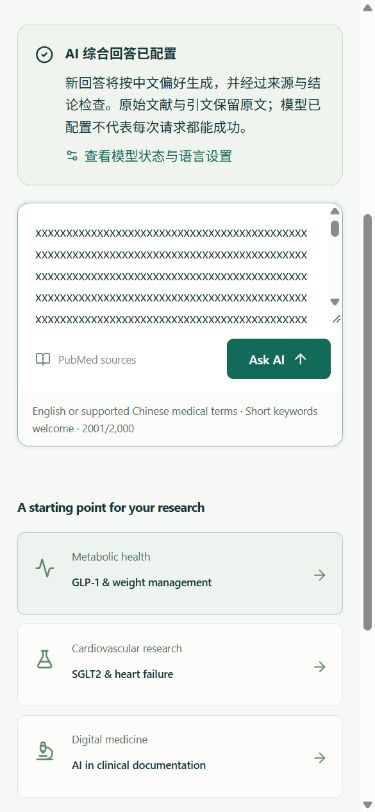 AI 综合回答已配置
新回答将按中文偏好生成，并经过来源与结
论检查。原始文献与引文保留原文；模型已
配置不代表每次请求都能成功。
查看模型状态与语言设置
xxxxxxxxxxxxxxxxxxxxxxxxxxxxxxxxxxxxxxxxxxxx
xxxxxxxxxxxxxxxxxxxxxxxxxxxxxxxxxxxxxxxxxxxx
xxxxxxxxxxxxxxxxxxxxxxxxxxxxxxxxxxxxxxxxxxxx
xxxxxxxxxxxxxxxxxxxxxxxxxxxxxxxxxxxxxxxxxxxx
xxxxxxxxxxxxxxxxxxxxxxxxxxxxxxxxxxxxxxxxxxxx
PubMed sources
Ask AI
English or supported Chinese medical terms · Short keywords
welcome · 2001/2,000
A starting point for your research
Metabolic health
GLP-1 & weight management
Cardiovascular research
SGLT2 & heart failure
Digital medicine
AI in clinical documentation